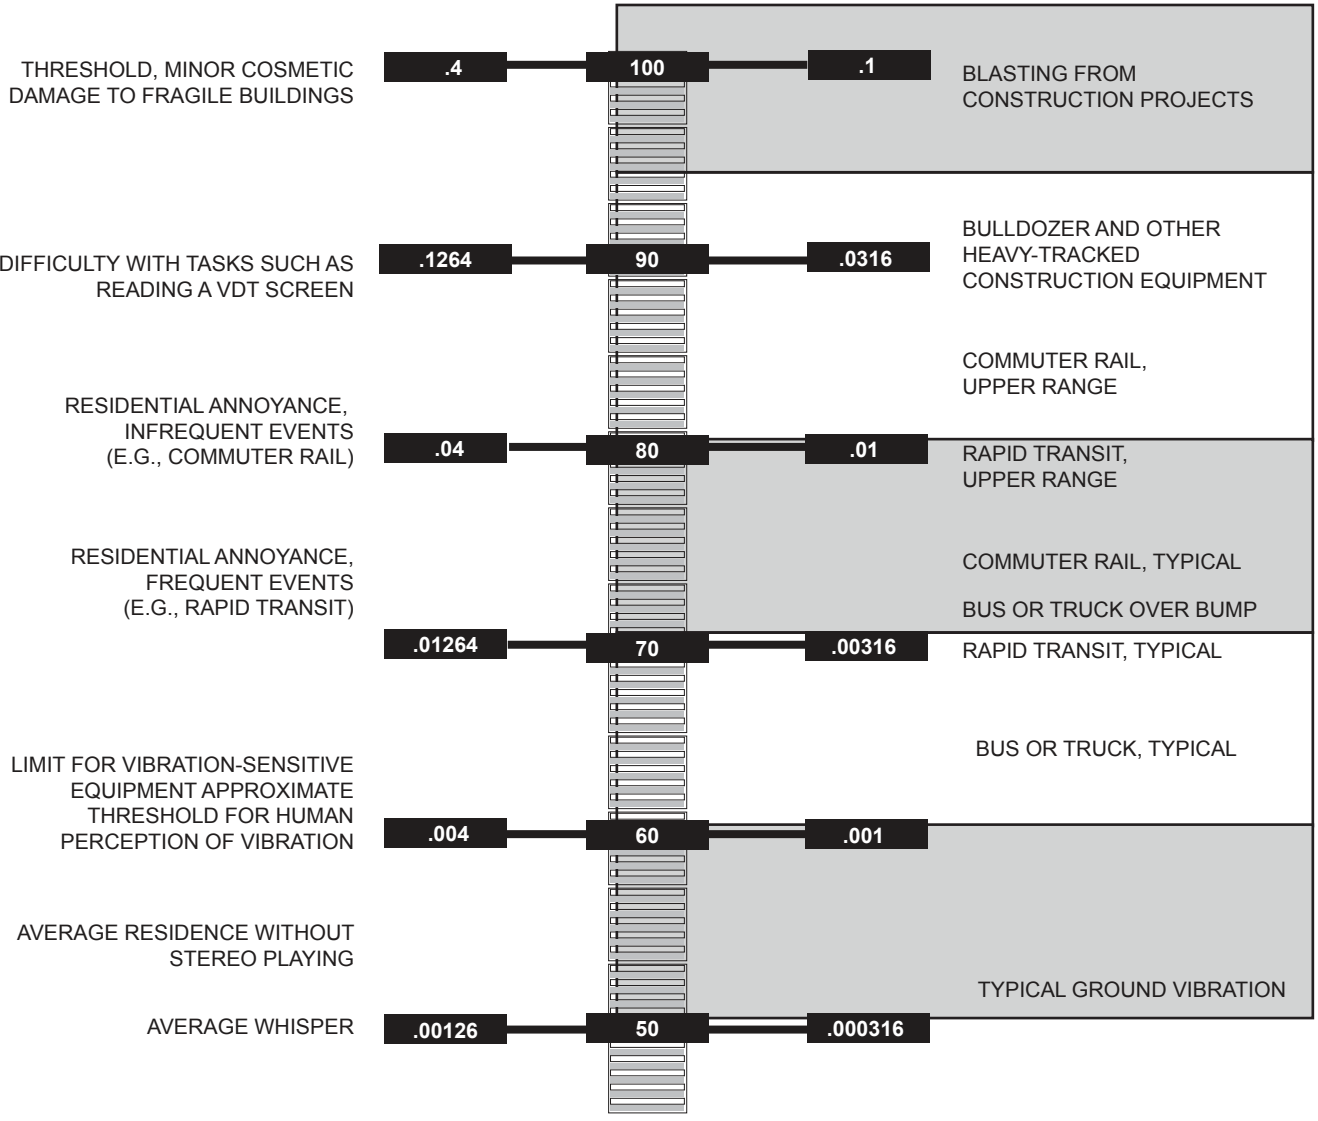 THRESHOLD, MINOR COSMETIC
DAMAGE TO FRAGILE BUILDINGS
.4
100
.1
BLASTING FROM
CONSTRUCTION PROJECTS
DIFFICULTY WITH TASKS SUCH AS
READING A VDT SCREEN
.1264
90
.0316
BULLDOZER AND OTHER
HEAVY-TRACKED
CONSTRUCTION EQUIPMENT
COMMUTER RAIL,
UPPER RANGE
RESIDENTIAL ANNOYANCE,
INFREQUENT EVENTS
(E.G., COMMUTER RAIL)
.04
80
.01
RAPID TRANSIT,
UPPER RANGE
RESIDENTIAL ANNOYANCE,
FREQUENT EVENTS
(E.G., RAPID TRANSIT)
COMMUTER RAIL, TYPICAL
BUS OR TRUCK OVER BUMP
.01264
70
.00316
RAPID TRANSIT, TYPICAL
BUS OR TRUCK, TYPICAL
LIMIT FOR VIBRATION-SENSITIVE
EQUIPMENT APPROXIMATE
THRESHOLD FOR HUMAN
PERCEPTION OF VIBRATION
.004
60
.001
AVERAGE RESIDENCE WITHOUT
STEREO PLAYING
TYPICAL GROUND VIBRATION
AVERAGE WHISPER
.00126
50
.000316